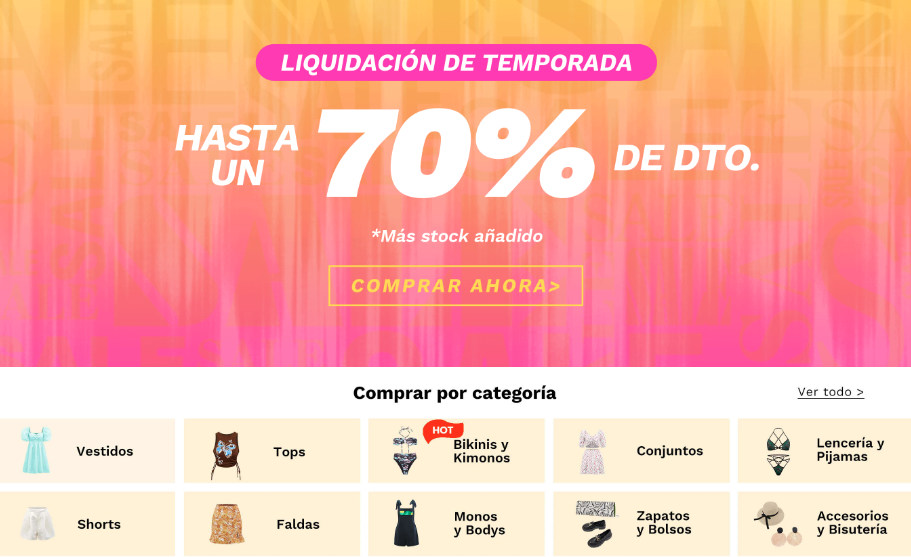 LIQUIDACIÓN DE TEMPORADA
HASTA UN 70% DE DTO.
*Más stock añadido
COMPRAR AHORA>
Comprar por categoría
Ver todo >
Vestidos
Tops
HOT
Bikinis y
Kimonos
Conjuntos
Lencería y
Pijamas
Shorts
Faldas
Monos
y Bodys
Zapatos
y Bolsos
Accesorios
y Bisutería